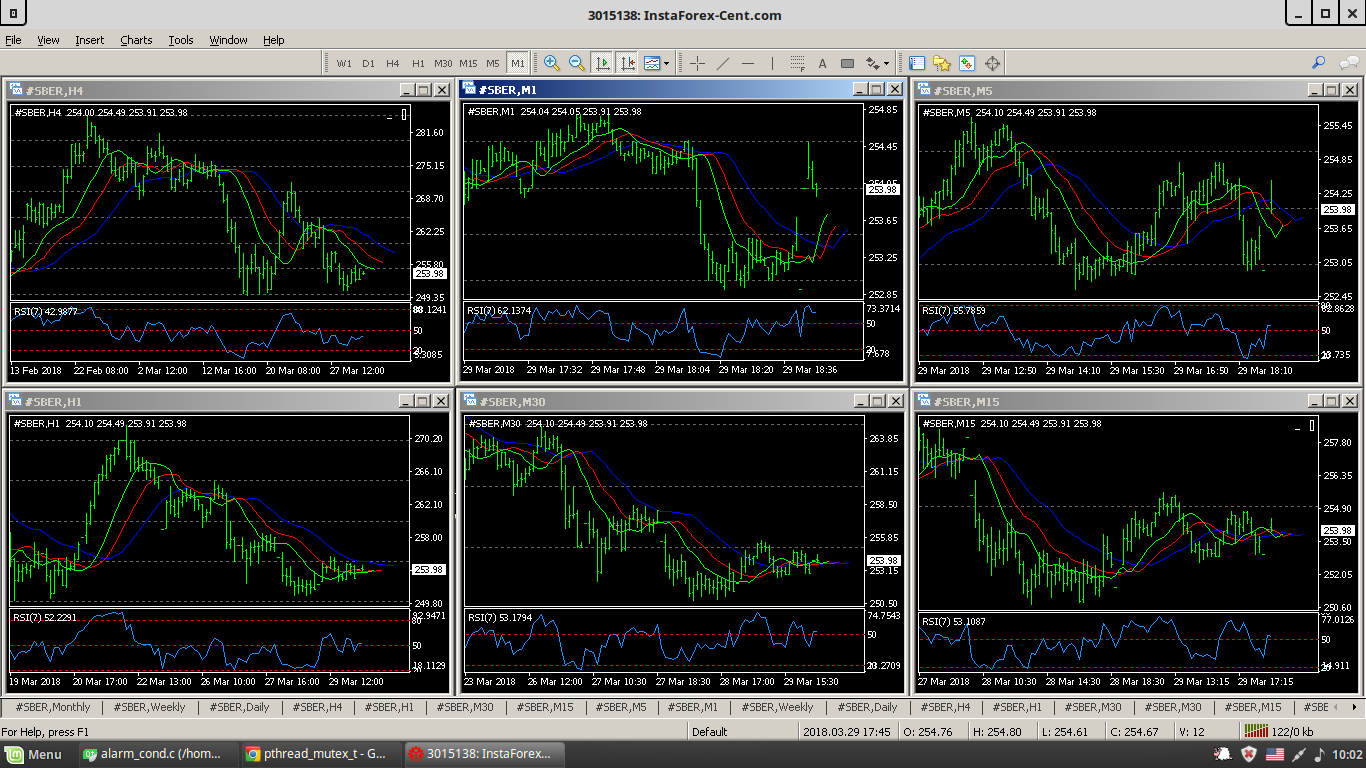 3015138: InstaForex-Cent.com
File View Insert Charts Tools Window Help
W1 D1 H4 H1 M30 M15 M5 M1
#SBER,H4
#SBER,H4 254.00 254.49 253.91 253.98
281.60
275.15
268.70
262.25
255.80
253.98
249.35
RSI(7) 42.9877
50
13 Feb 2018 22 Feb 08:00 2 Mar 12:00 12 Mar 16:00 20 Mar 08:00 27 Mar 12:00
#SBER,M1
#SBER,M1 254.04 254.05 253.91 253.98
254.85
254.45
253.98
253.65
253.25
252.85
RSI(7) 62.1374
73.3714
50
29 Mar 2018 29 Mar 17:32 29 Mar 17:48 29 Mar 18:04 29 Mar 18:20 29 Mar 18:36
#SBER,M5
#SBER,M5 254.10 254.49 253.91 253.98
255.45
254.85
254.25
253.98
253.65
253.05
252.45
RSI(7) 55.7859
50
29 Mar 2018 29 Mar 12:50 29 Mar 14:10 29 Mar 15:30 29 Mar 16:50 29 Mar 18:10
#SBER,H1
#SBER,H1 254.10 254.49 253.91 253.98
270.20
266.10
262.10
258.00
253.98
249.80
RSI(7) 52.2291
50
19 Mar 2018 20 Mar 17:00 22 Mar 13:00 26 Mar 10:00 27 Mar 16:00 29 Mar 12:00
#SBER,M30
#SBER,M30 254.10 254.49 253.91 253.98
263.85
261.15
258.50
255.85
253.98
253.15
250.50
RSI(7) 53.1794
74.7543
50
23 Mar 2018 26 Mar 12:00 27 Mar 10:30 27 Mar 18:30 28 Mar 17:00 29 Mar 15:30
#SBER,M15
#SBER,M15 254.10 254.49 253.91 253.98
257.80
256.35
254.90
253.98
253.50
252.05
250.60
RSI(7) 53.1087
77.0126
50
27 Mar 2018 28 Mar 10:30 28 Mar 14:30 28 Mar 18:30 29 Mar 13:15 29 Mar 17:15
#SBER,Monthly #SBER,Weekly #SBER,Daily #SBER,H4 #SBER,H1 #SBER,M30 #SBER,M15 #SBER,M5 #SBER,M1 #SBER,Weekly #SBER,Daily #SBER,H4 #SBER,H1 #SBER,M30 #SBER,M30 #SBER,M15 #SBE
For Help, press F1 Default 2018.03.29 17:45 O: 254.76 H: 254.80 L: 254.61 C: 254.67 V: 12 122/0 kb
Menu alarm_cond.c (/hom... pthread_mutex_t - G... 3015138: InstaForex... 10:02